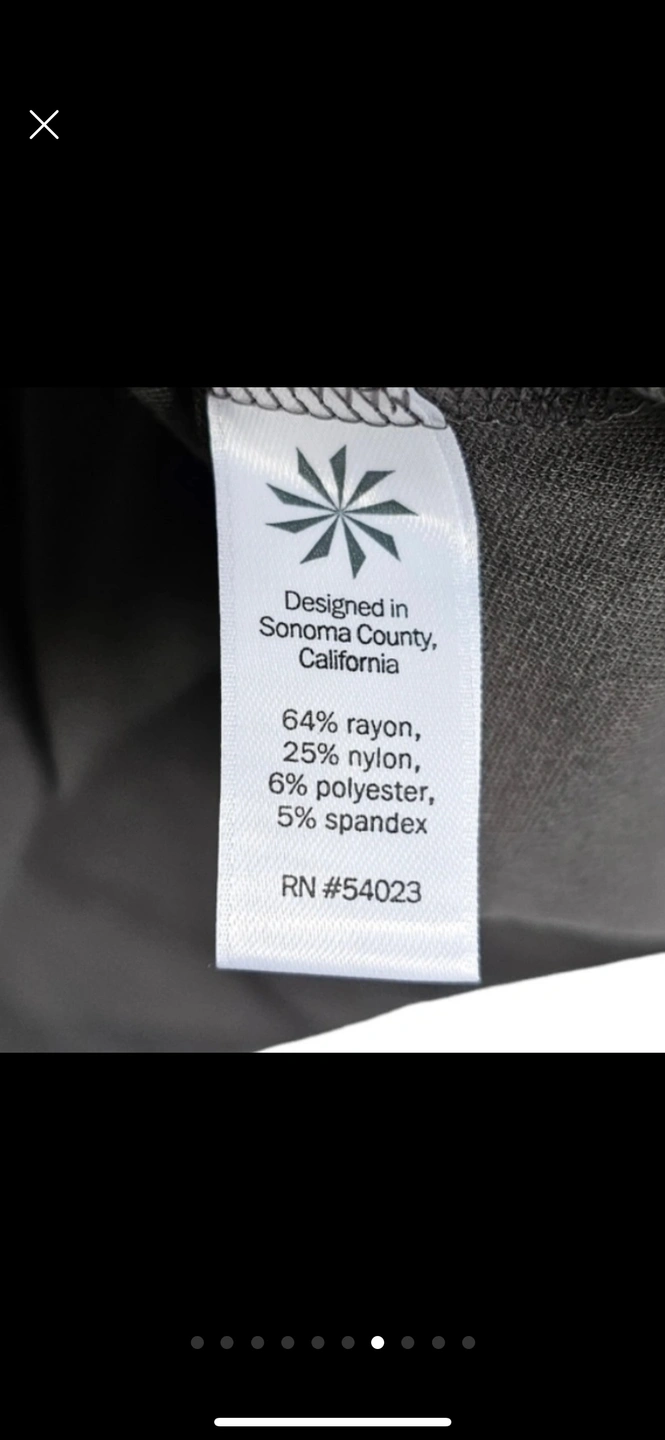 Designed in
Sonoma County,
California
64% rayon,
25% nylon,
6% polyester,
5% spandex
RN #54023